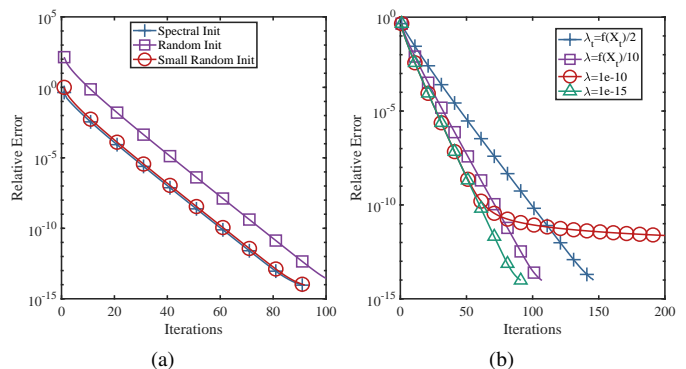 10^5
10^0
10^-5
10^-10
10^-15
0
20
40
60
80
100
Relative Error
Iterations
Spectral Init
Random Init
Small Random Init
(a)
10^0
10^-5
10^-10
10^-15
0
50
100
150
200
Relative Error
Iterations
λ_t=f(X_t)/2
λ_t=f(X_t)/10
λ=1e-10
λ=1e-15
(b)